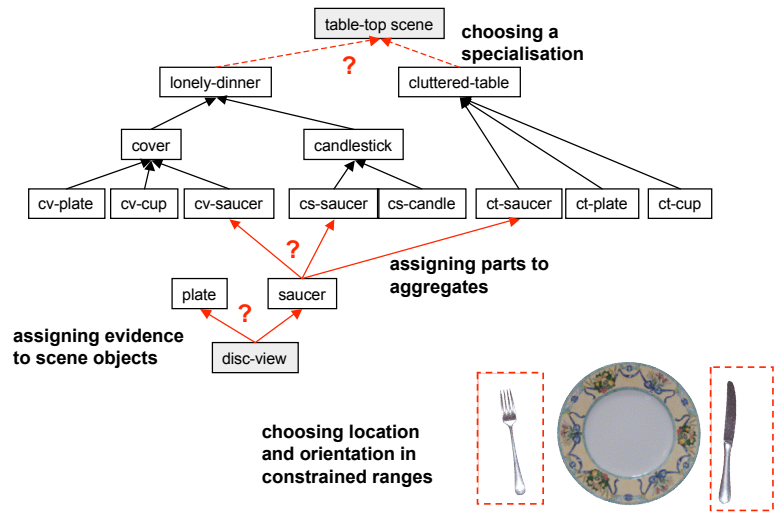 table-top scene
choosing a
specialisation
?
lonely-dinner
cluttered-table
cover
candlestick
cv-plate
cv-cup
cv-saucer
cs-saucer
cs-candle
ct-saucer
ct-plate
ct-cup
?
assigning parts to
aggregates
plate
saucer
?
assigning evidence
to scene objects
disc-view
choosing location
and orientation in
constrained ranges